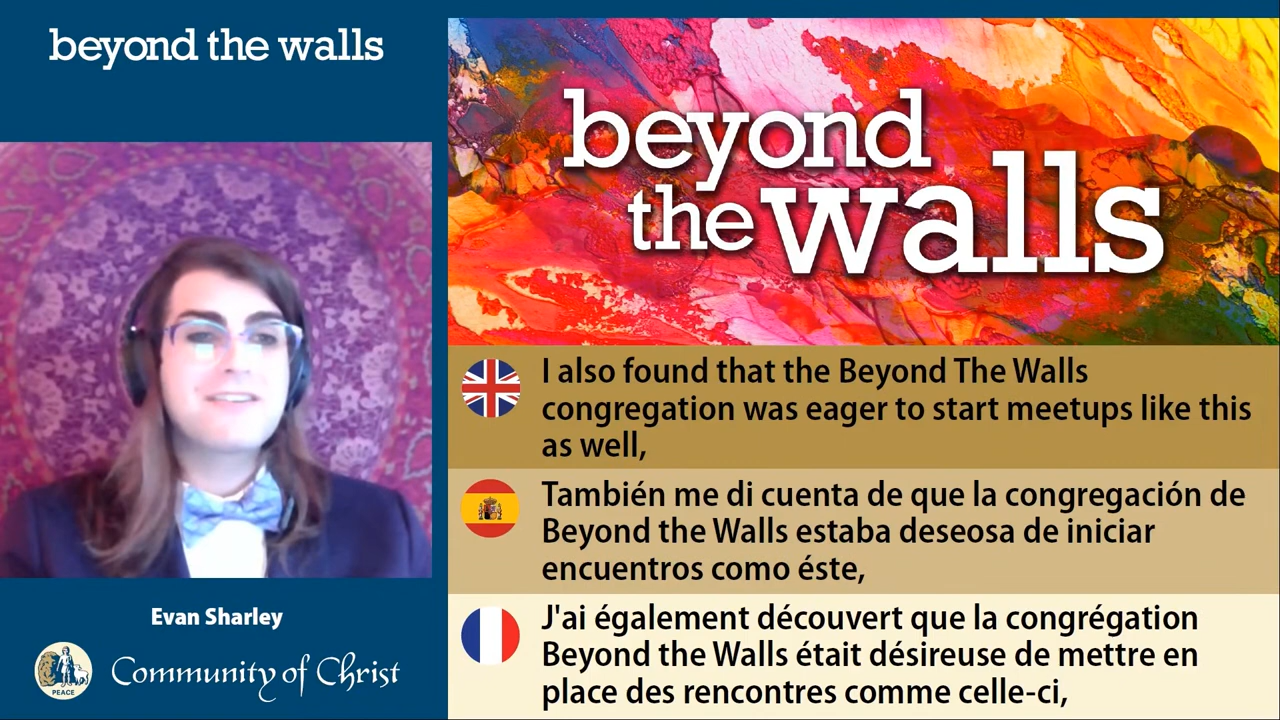 beyond the walls
beyond
the walls
I also found that the Beyond The Walls
congregation was eager to start meetups like this
as well,
También me di cuenta de que la congregación de
Beyond the Walls estaba deseosa de iniciar
encuentros como éste,
J'ai également découvert que la congrégation
Beyond the Walls était désireuse de mettre en
place des rencontres comme celle-ci,
Evan Sharley
PEACE
Community of Christ